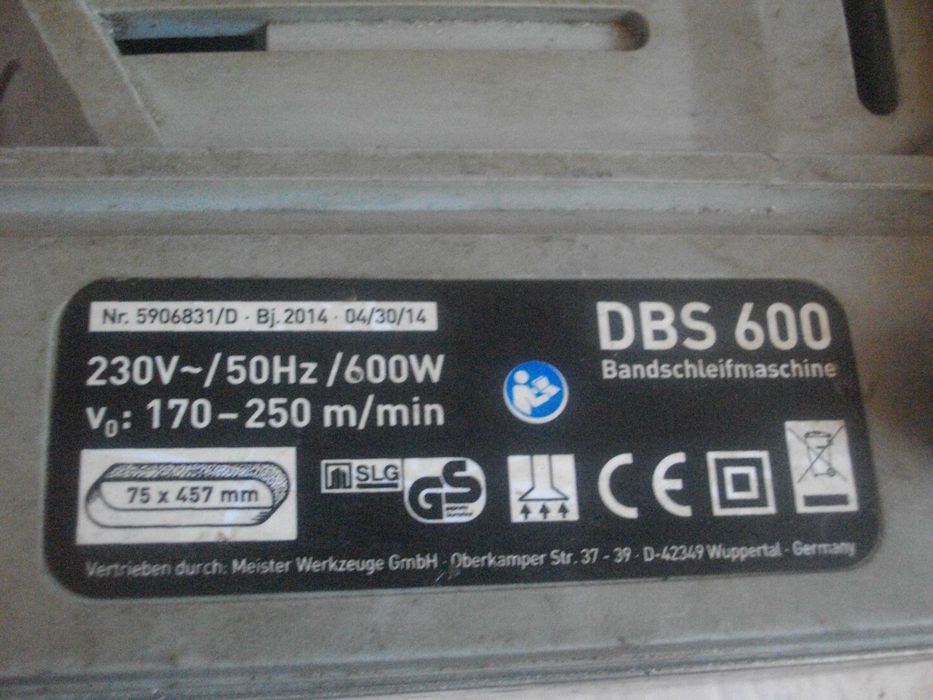 Nr. 5906831/D · Bj. 2014 · 04/30/14
DBS 600
Bandschleifmaschine
230V~/50Hz/600W
v₀: 170–250 m/min
75 x 457 mm
SLG
GS
CE
Vertrieben durch: Meister Werkzeuge GmbH · Oberkamper Str. 37 - 39 · D-42349 Wuppertal · Germany